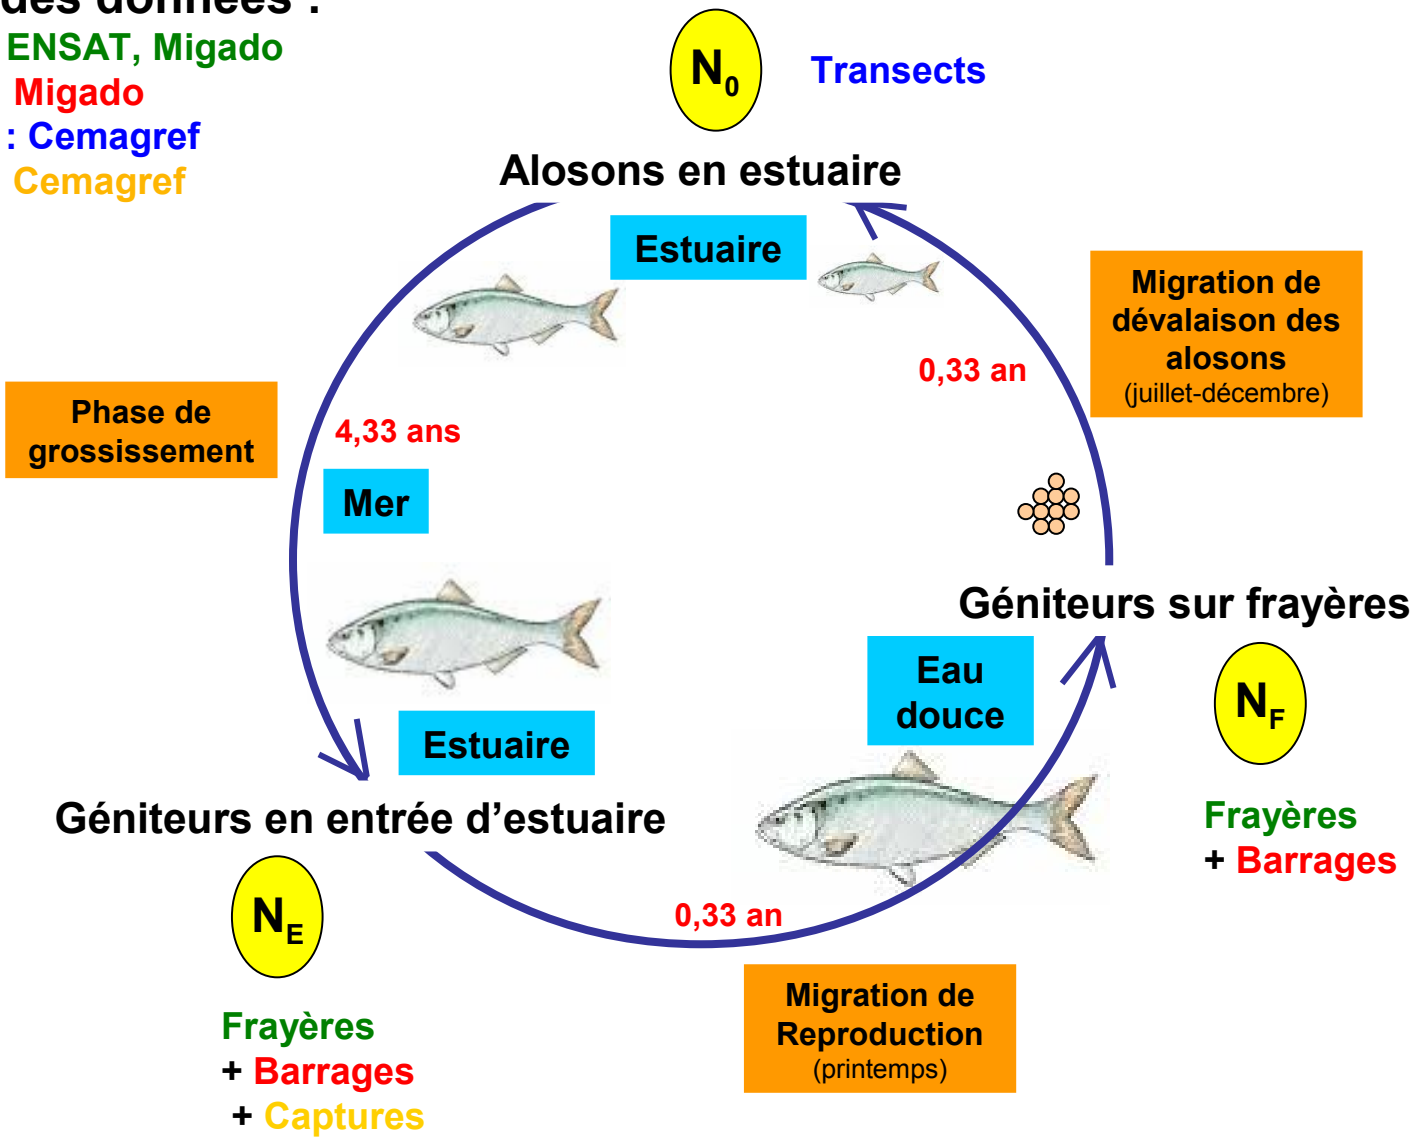 des données :
ENSAT, Migado
Migado
: Cemagref
Cemagref
N0
Transects
Alosons en estuaire
Estuaire
Migration de
dévalaison des
alosons
(juillet-décembre)
0,33 an
Phase de
grossissement
4,33 ans
Mer
Géniteurs sur frayères
Eau
douce
NF
Estuaire
Géniteurs en entrée d’estuaire
Frayères
+ Barrages
NE
0,33 an
Migration de
Reproduction
(printemps)
Frayères
+ Barrages
+ Captures